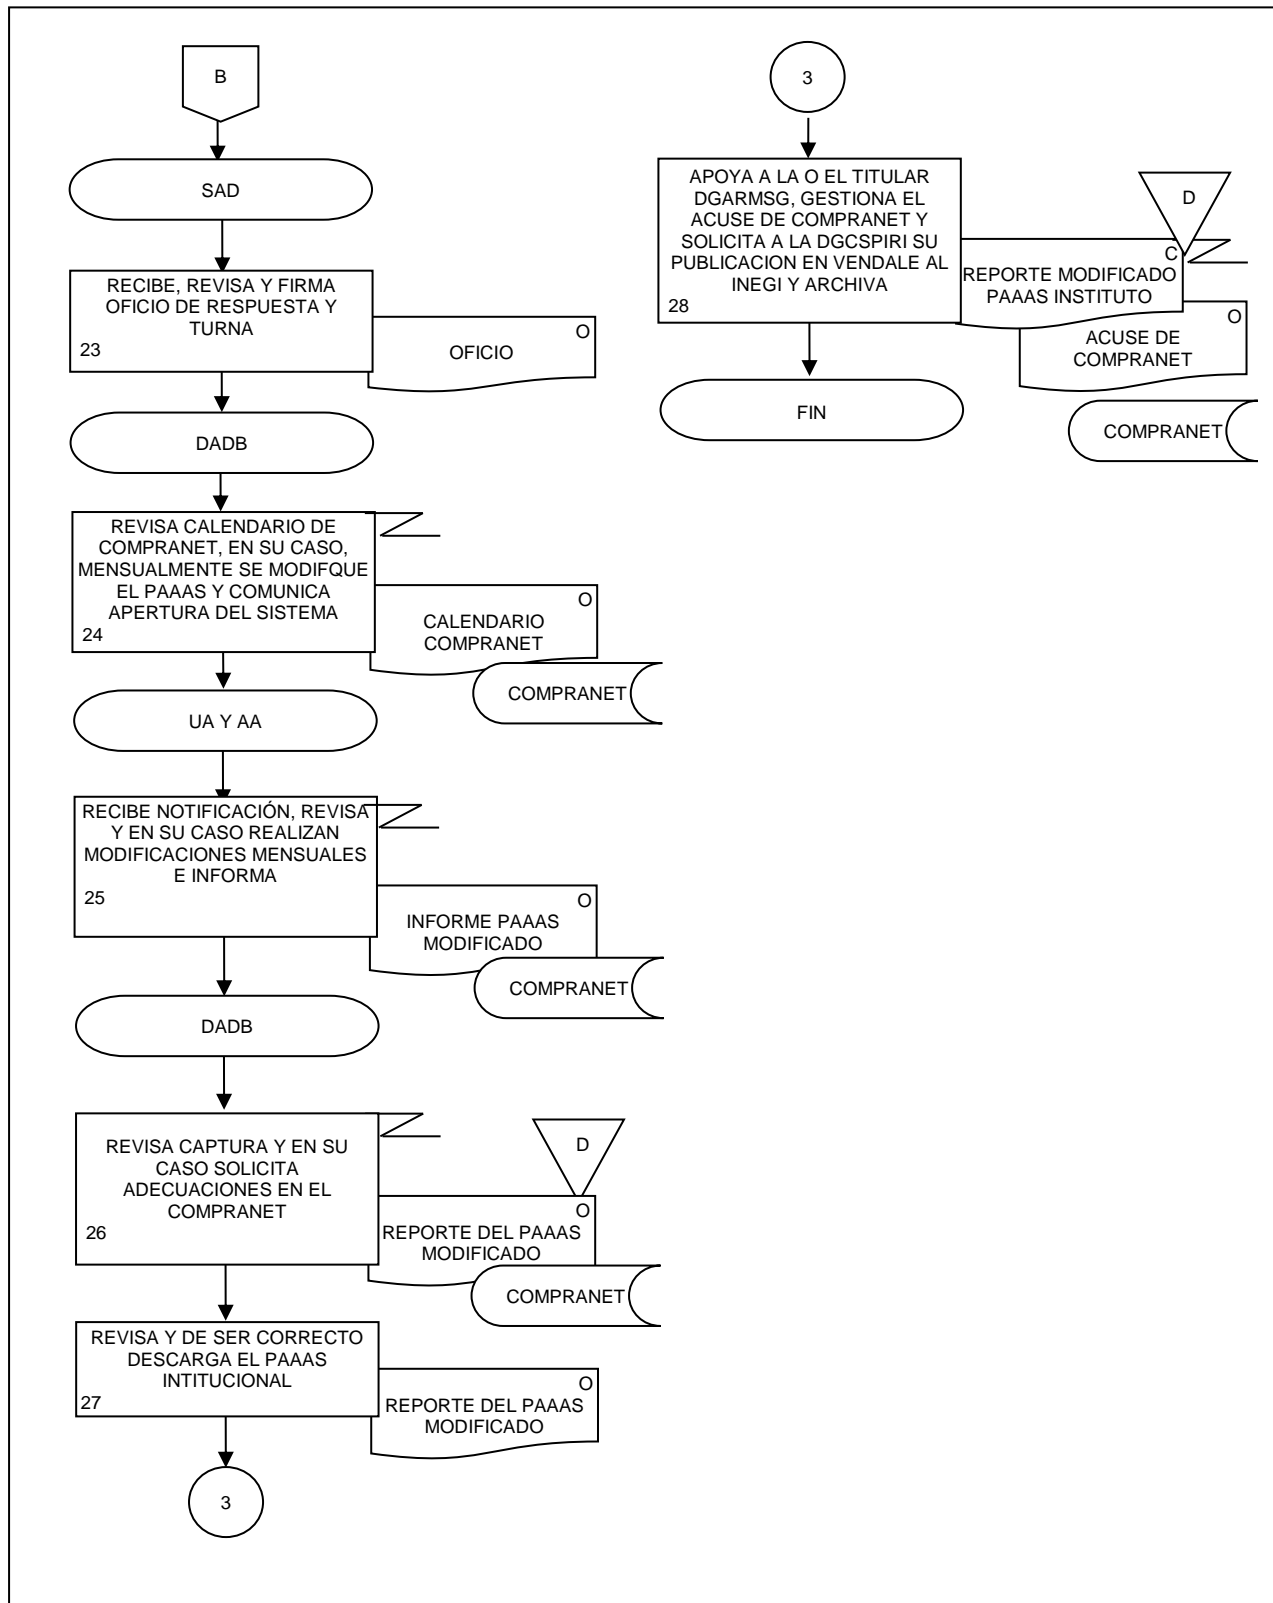 B
SAD
RECIBE, REVISA Y FIRMA
OFICIO DE RESPUESTA Y
TURNA
23
O
OFICIO
DADB
REVISA CALENDARIO DE
COMPRANET, EN SU CASO,
MENSUALMENTE SE MODIFQUE
EL PAAAS Y COMUNICA
APERTURA DEL SISTEMA
24
O
CALENDARIO
COMPRANET
COMPRANET
UA Y AA
RECIBE NOTIFICACIÓN, REVISA
Y EN SU CASO REALIZAN
MODIFICACIONES MENSUALES
E INFORMA
25
O
INFORME PAAAS
MODIFICADO
COMPRANET
DADB
REVISA CAPTURA Y EN SU
CASO SOLICITA
ADECUACIONES EN EL
COMPRANET
26
D
O
REPORTE DEL PAAAS
MODIFICADO
COMPRANET
REVISA Y DE SER CORRECTO
DESCARGA EL PAAAS
INTITUCIONAL
27
O
REPORTE DEL PAAAS
MODIFICADO
3
3
APOYA A LA O EL TITULAR
DGARMSG, GESTIONA EL
ACUSE DE COMPRANET Y
SOLICITA A LA DGCSPIRI SU
PUBLICACION EN VENDALE AL
INEGI Y ARCHIVA
28
D
C
REPORTE MODIFICADO
PAAAS INSTITUTO
O
ACUSE DE
COMPRANET
COMPRANET
FIN